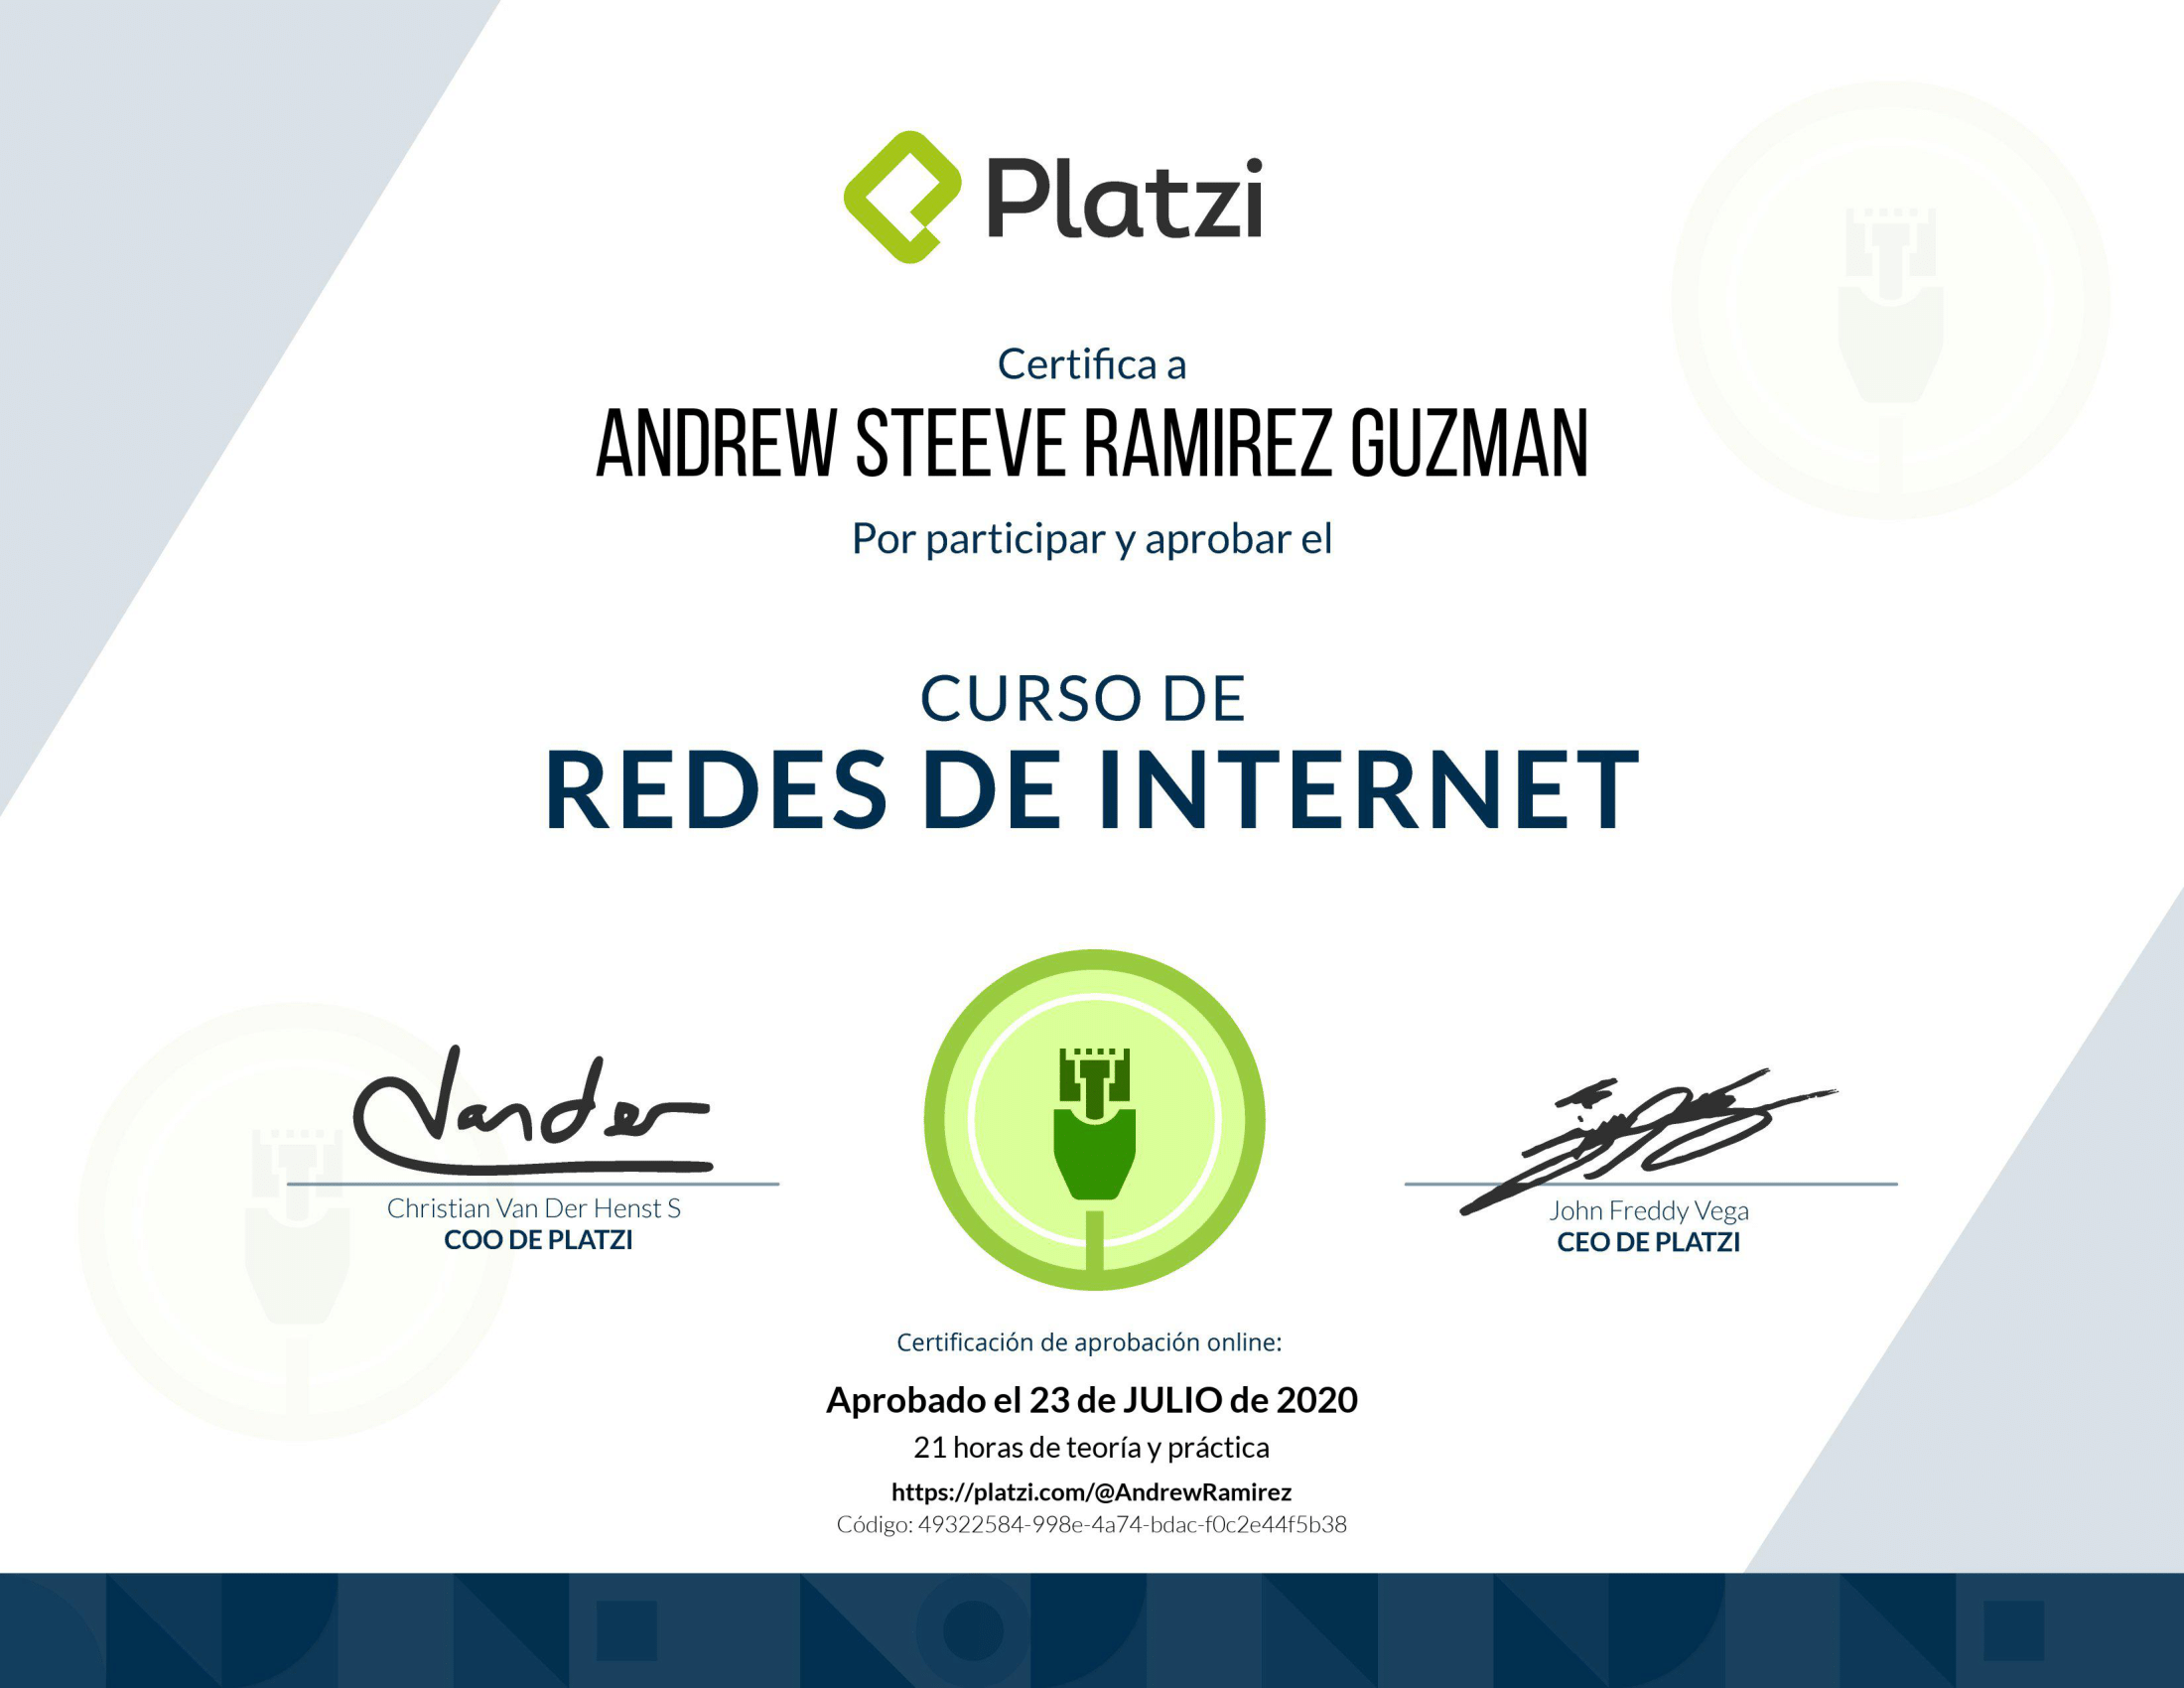 Platzi
Certifica a
ANDREW STEEVE RAMIREZ GUZMAN
Por participar y aprobar el
CURSO DE
REDES DE INTERNET
Vander
Christian Van Der Henst S
COO DE PLATZI
John Freddy Vega
CEO DE PLATZI
Certificación de aprobación online:
Aprobado el 23 de JULIO de 2020
21 horas de teoría y práctica
https://platzi.com/@AndrewRamirez
Código: 49322584-998e-4a74-bdac-f0c2e44f5b38